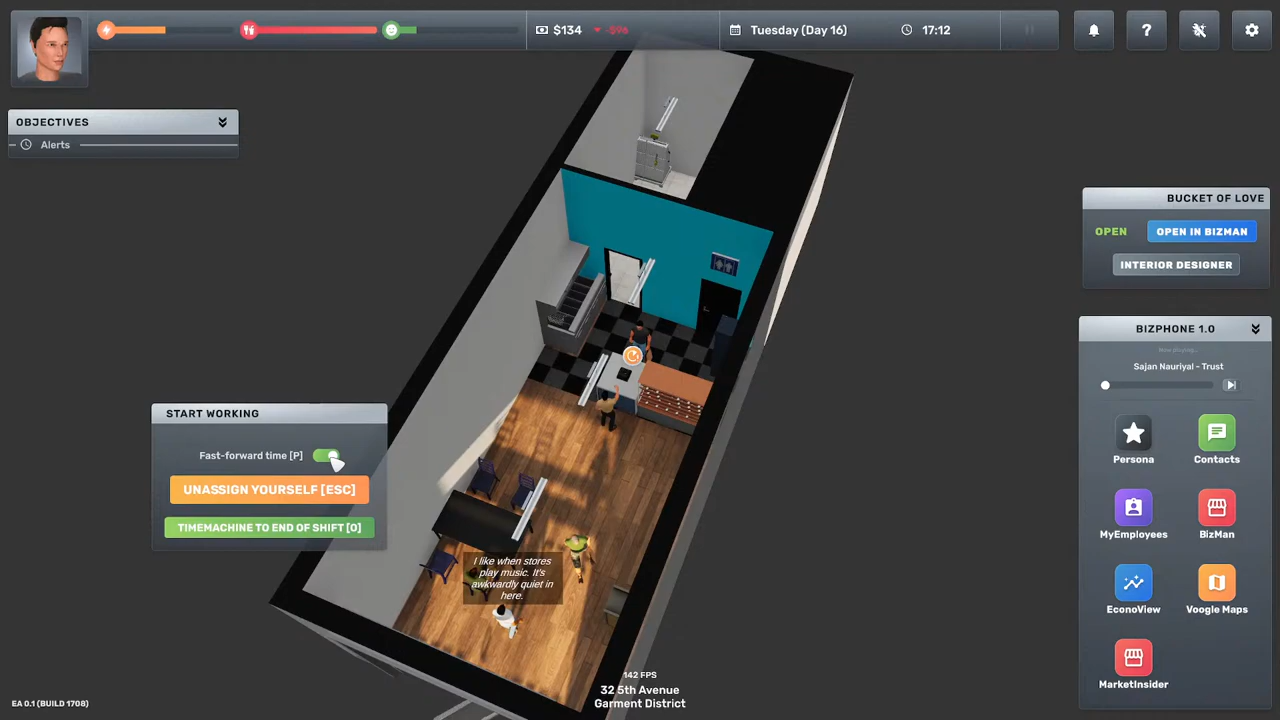 $134
-$96
Tuesday (Day 16)
17:12
?
OBJECTIVES
Alerts
BUCKET OF LOVE
OPEN
OPEN IN BIZMAN
INTERIOR DESIGNER
BIZPHONE 1.0
Now playing...
Sajan Nauriyal - Trust
Persona
Contacts
MyEmployees
BizMan
EconoView
Voogle Maps
MarketInsider
START WORKING
Fast-forward time [P]
UNASSIGN YOURSELF [ESC]
TIMEMACHINE TO END OF SHIFT [O]
I like when stores
play music. It's
awkwardly quiet in
here.
142 FPS
32 5th Avenue
Garment District
EA 0.1 (BUILD 1708)